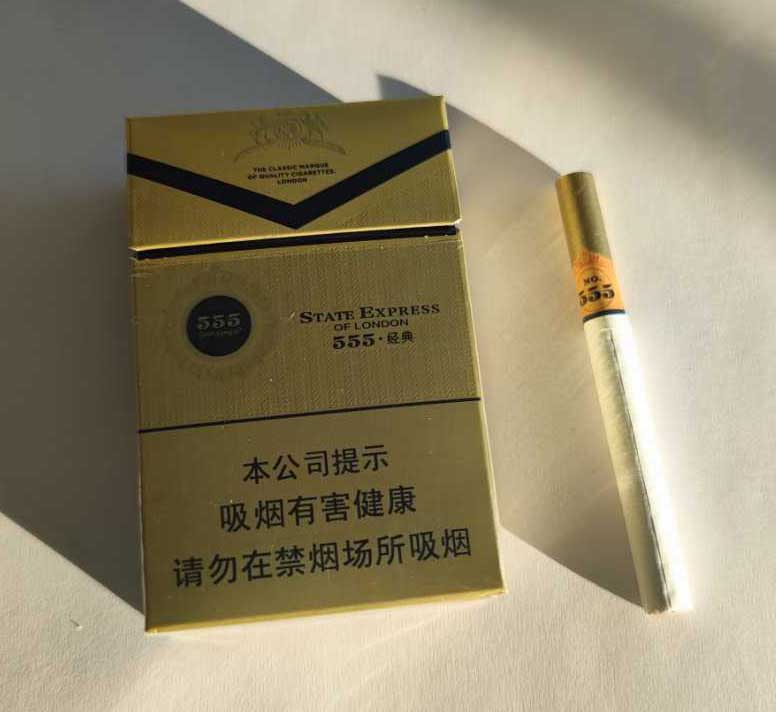 THE CLASSIC MARQUE
OF QUALITY CIGARETTES.
LONDON
555
STATE EXPRESS
OF LONDON
555·经典
本公司提示
吸烟有害健康
请勿在禁烟场所吸烟
NO.
555